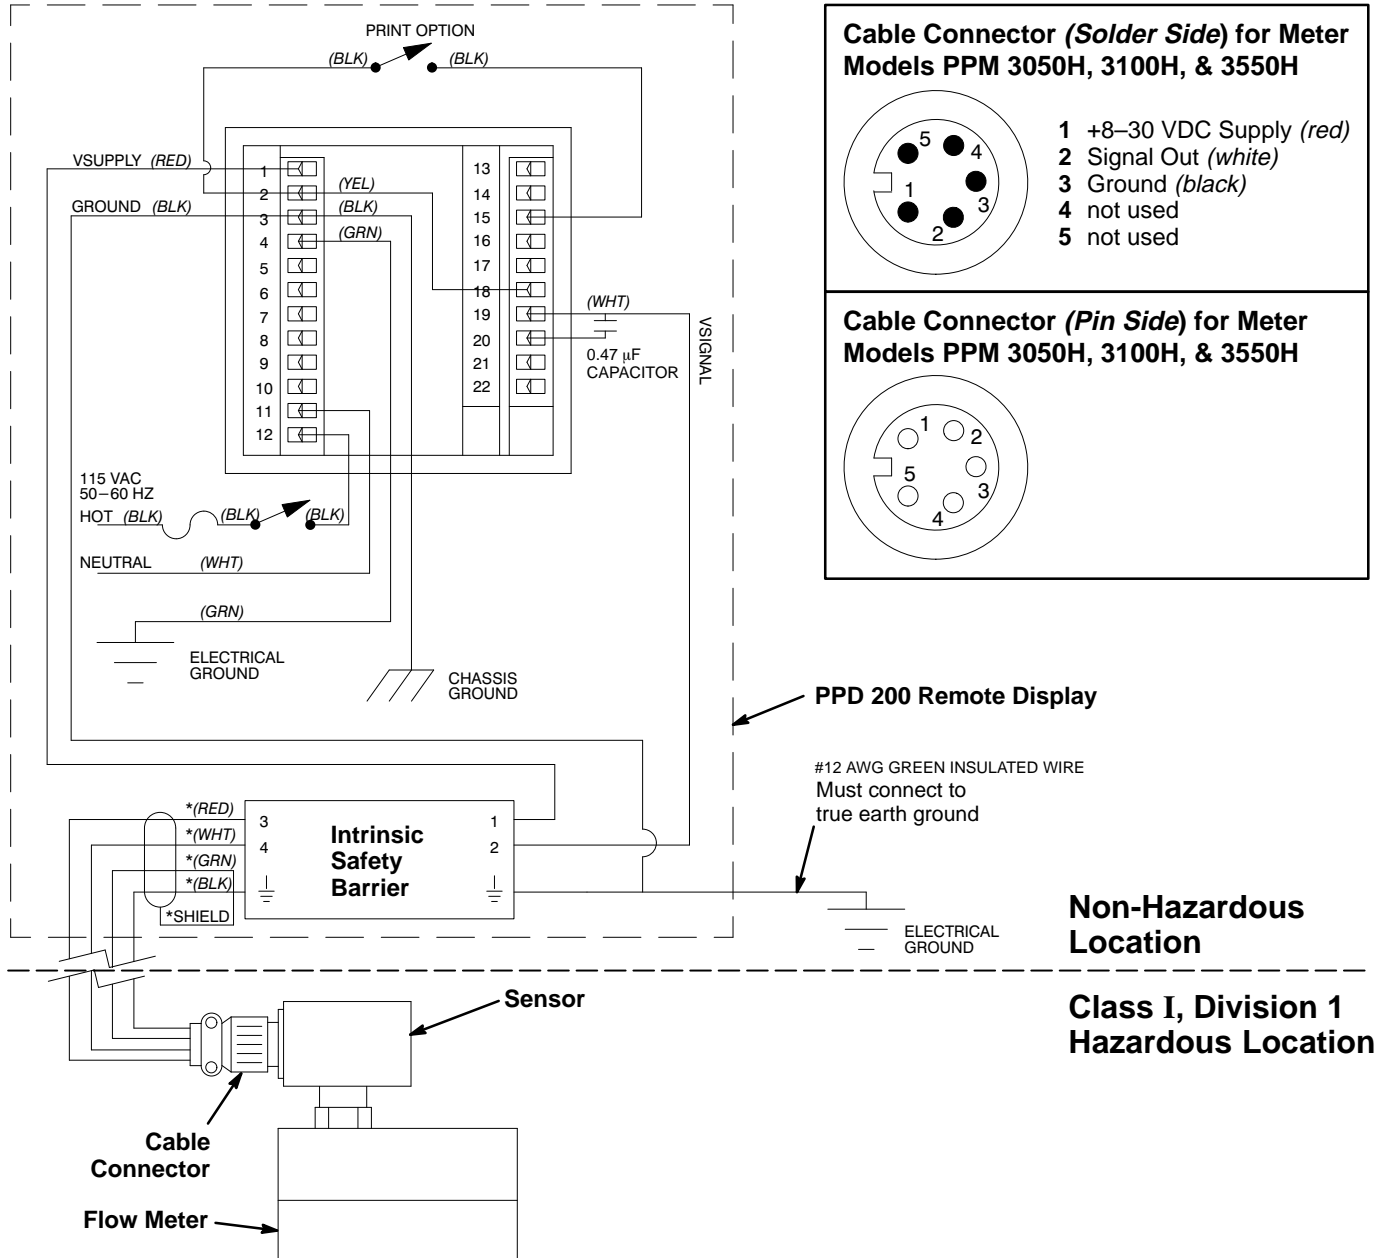 PRINT OPTION
(BLK)
(BLK)
VSUPPLY (RED)
GROUND (BLK)
(YEL)
(BLK)
(GRN)
1
2
3
4
5
6
7
8
9
10
11
12
13
14
15
16
17
18
19
20
21
22
(WHT)
0.47 µF
CAPACITOR
VSIGNAL
115 VAC
50–60 HZ
HOT (BLK)
(BLK)
(BLK)
NEUTRAL
(WHT)
(GRN)
ELECTRICAL
GROUND
CHASSIS
GROUND
Cable Connector (Solder Side) for Meter
Models PPM 3050H, 3100H, & 3550H
5
4
1
3
2
1 +8–30 VDC Supply (red)
2 Signal Out (white)
3 Ground (black)
4 not used
5 not used
Cable Connector (Pin Side) for Meter
Models PPM 3050H, 3100H, & 3550H
1
2
5
3
4
PPD 200 Remote Display
#12 AWG GREEN INSULATED WIRE
Must connect to
true earth ground
*(RED)
*(WHT)
*(GRN)
*(BLK)
*SHIELD
3
4
Intrinsic
Safety
Barrier
1
2
ELECTRICAL
GROUND
Non-Hazardous
Location
Class I, Division 1
Hazardous Location
Sensor
Cable
Connector
Flow Meter